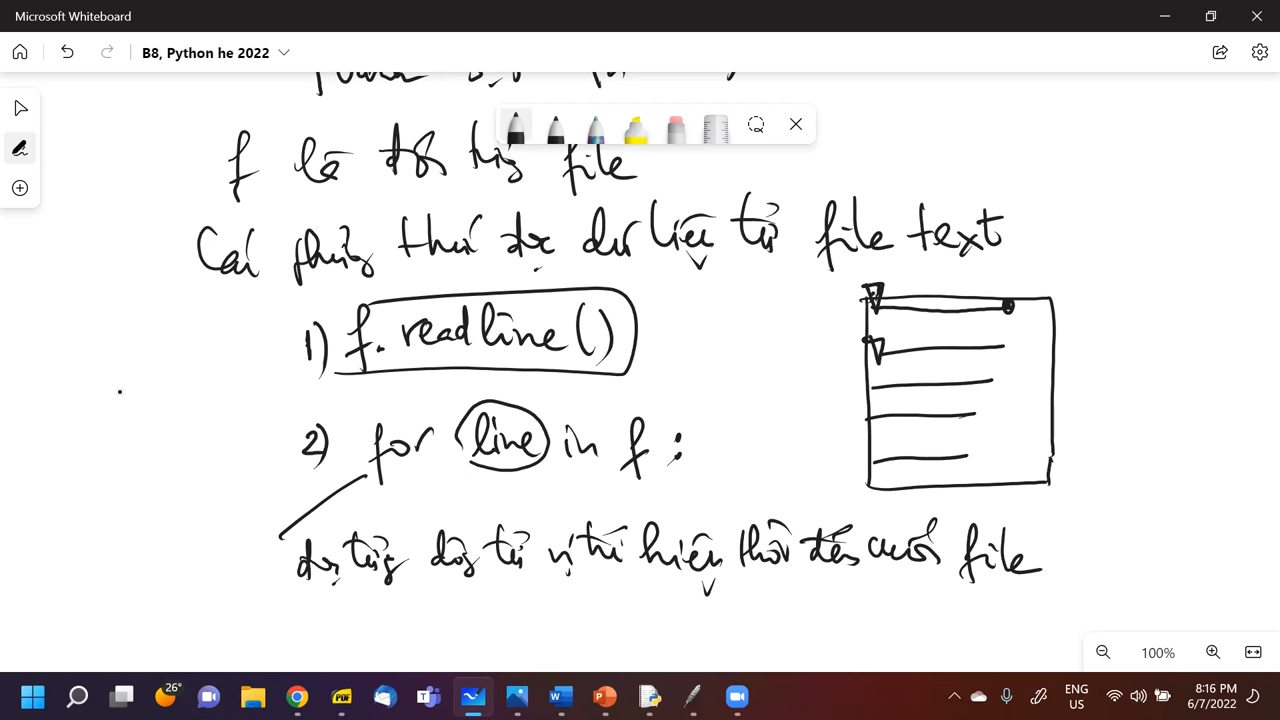 Microsoft Whiteboard
B8, Python he 2022
f là đối tượng file
Các phương thức đọc dữ liệu từ file text
1) f. readline()
2) for line in f :
đọc từng dòng từ vị trí hiện thời đến cuối file
100%
26°
ENG
US
8:16 PM
6/7/2022